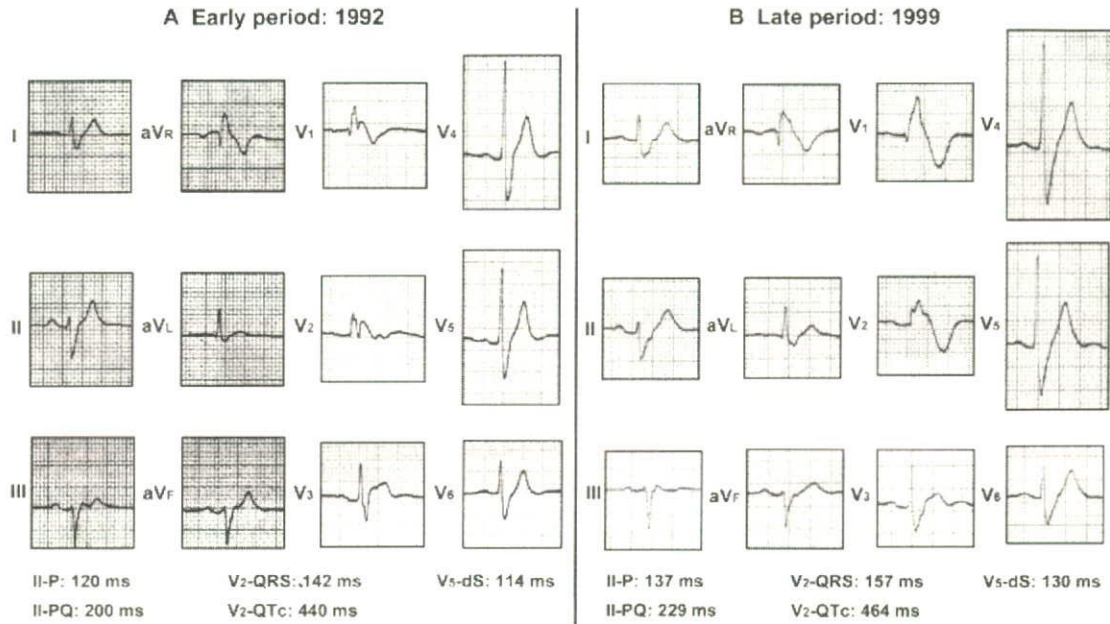 A Early period: 1992
B Late period: 1999
I aVR V1 V4
I aVR V1 V4
II aVL V2 V5
II aVL V2 V5
III aVF V3 V6
III aVF V3 V6
II-P: 120 ms V2-QRS: 142 ms V5-dS: 114 ms
II-PQ: 200 ms V2-QTc: 440 ms
II-P: 137 ms V2-QRS: 157 ms V5-dS: 130 ms
II-PQ: 229 ms V2-QTc: 464 ms